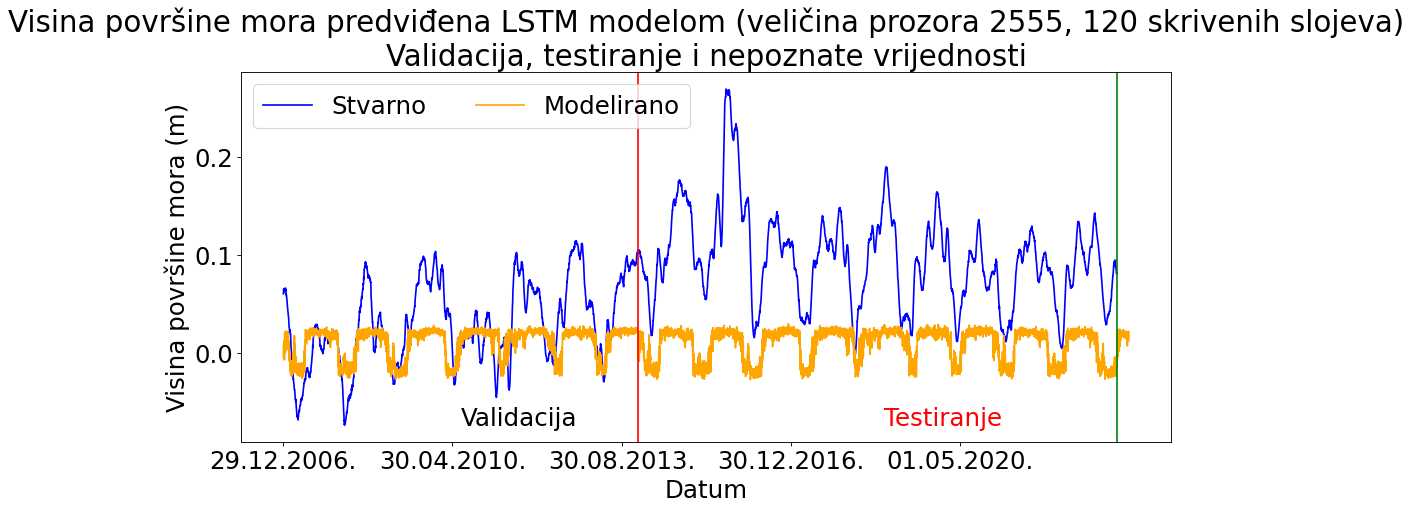 Visina površine mora predviđena LSTM modelom (veličina prozora 2555, 120 skrivenih slojeva)
Validacija, testiranje i nepoznate vrijednosti
Stvarno
Modelirano
Visina površine mora (m)
0.2
0.1
0.0
Validacija
Testiranje
29.12.2006.
30.04.2010.
30.08.2013.
30.12.2016.
01.05.2020.
Datum